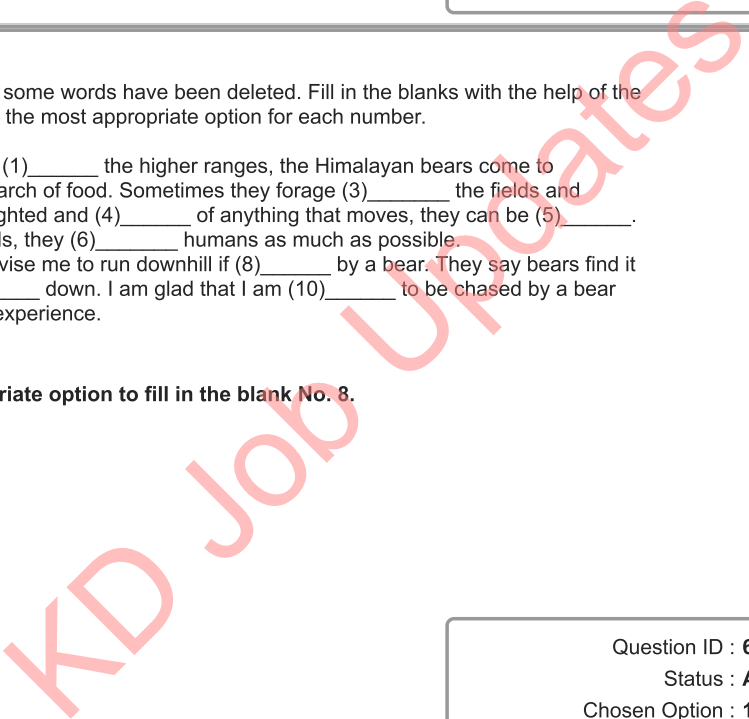 some words have been deleted. Fill in the blanks with the help of the
the most appropriate option for each number.
(1)______ the higher ranges, the Himalayan bears come to
arch of food. Sometimes they forage (3)_______ the fields and
ghted and (4)______ of anything that moves, they can be (5)______.
ls, they (6)_______ humans as much as possible.
vise me to run downhill if (8)______ by a bear. They say bears find it
____ down. I am glad that I am (10)______ to be chased by a bear
experience.
riate option to fill in the blank No. 8.
KD Job Updates
Question ID :
Status :
Chosen Option : 1